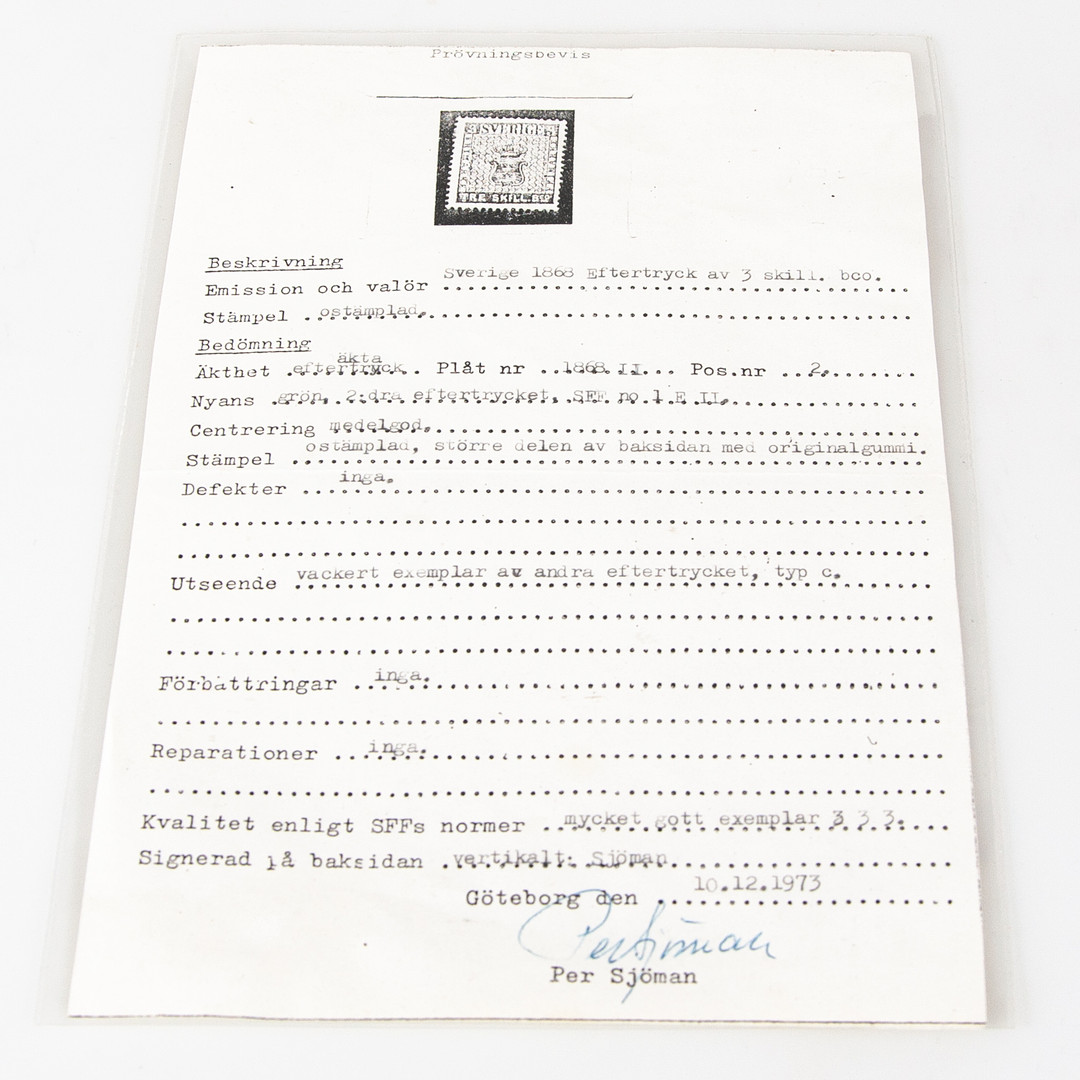 Prövningsbevis
SVERIGE
TRE SKILL. BCO
Beskrivning
Emission och valör Sverige 1868 Eftertryck av 3 skill. bco.
Stämpel ostämplad.
Bedömning
äkta
Äkthet eftertryck. Plåt nr 1868 II Pos.nr 2.
Nyans grön, 2:dra eftertrycket, SFF no 1 E II.
Centrering medelgod.
Stämpel ostämplad, större delen av baksidan med originalgummi.
Defekter inga.
Utseende vackert exemplar av andra eftertrycket, typ c.
Förbättringar inga.
Reparationer inga.
Kvalitet enligt SFFs normer mycket gott exemplar 3 3 3.
Signerad på baksidan vertikalt: Sjöman.
Göteborg den 10.12.1973
Per Sjöman
Per Sjöman